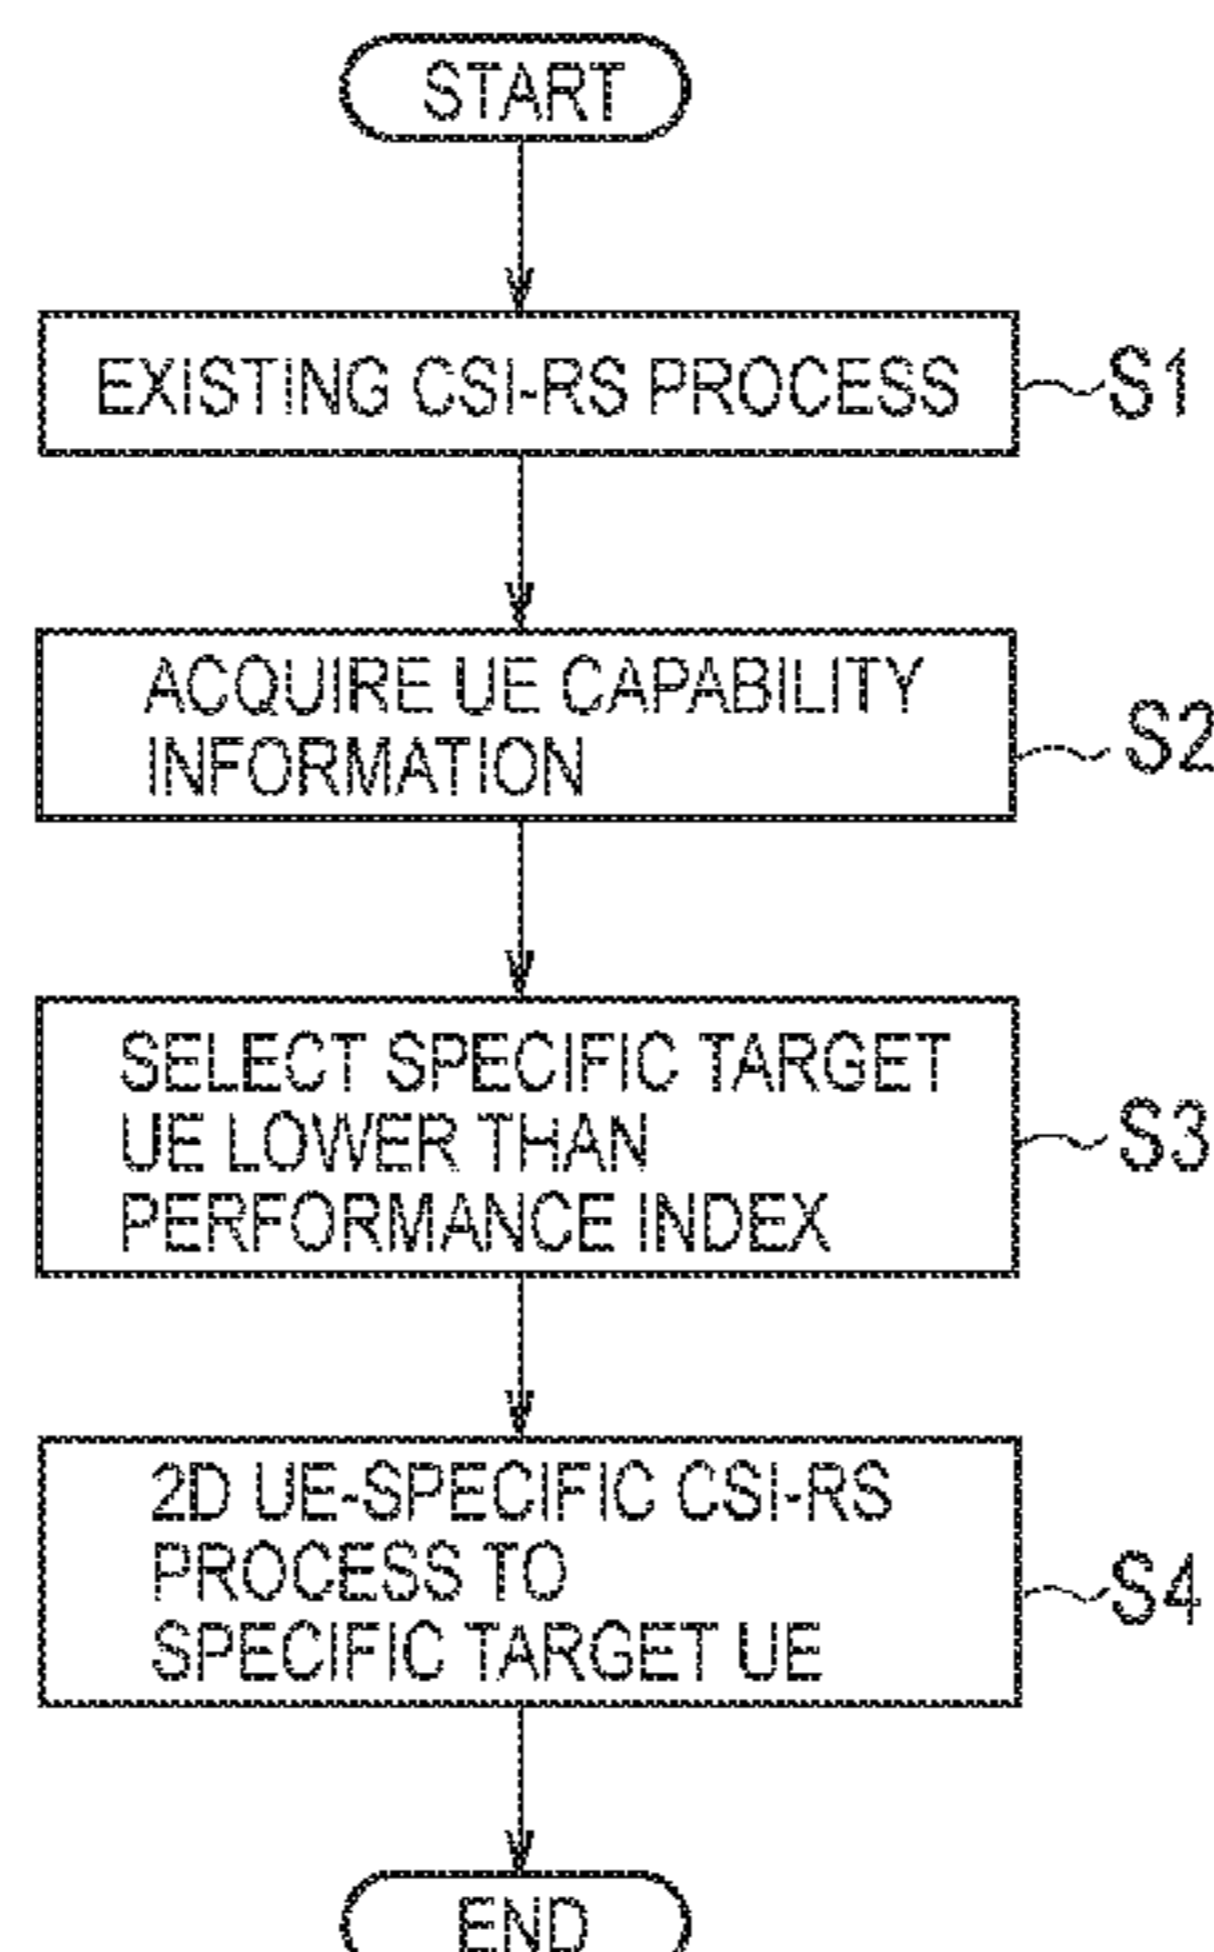 START
EXISTING CSI-RS PROCESS
S1
ACQUIRE UE CAPABILITY
INFORMATION
S2
SELECT SPECIFIC TARGET
UE LOWER THAN
PERFORMANCE INDEX
S3
2D UE-SPECIFIC CSI-RS
PROCESS TO
SPECIFIC TARGET UE
S4
END